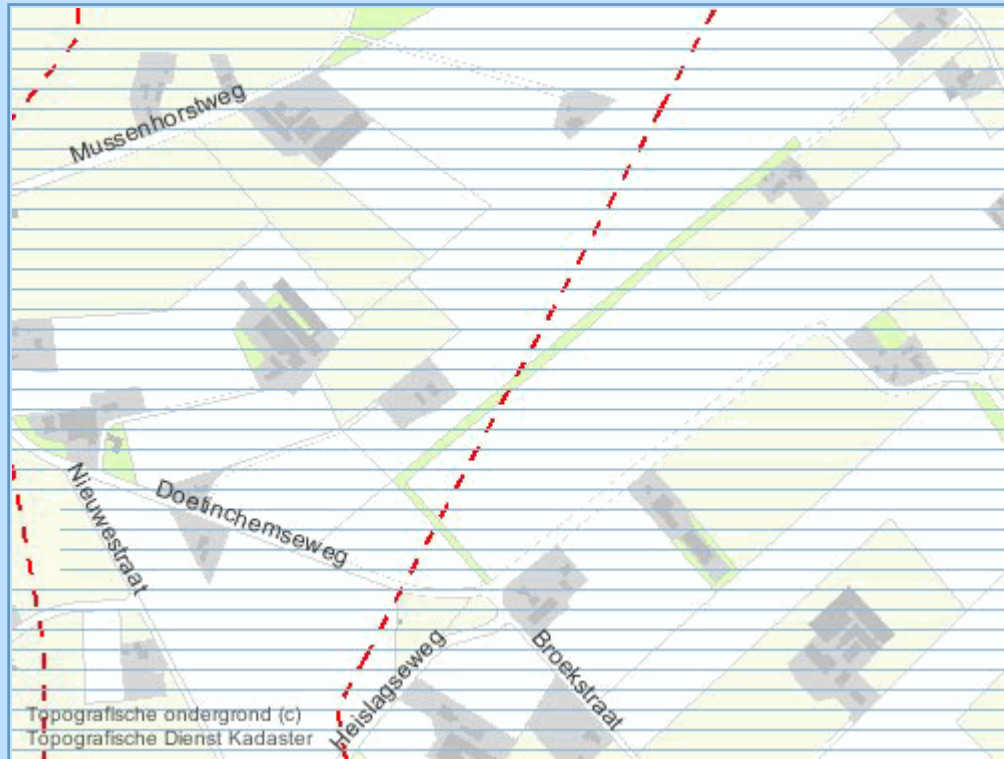 Mussenhorstweg
Doetinchemseweg
Nieuwestraat
Heislagseweg
Broekstraat
Topografische ondergrond (c)
Topografische Dienst Kadaster